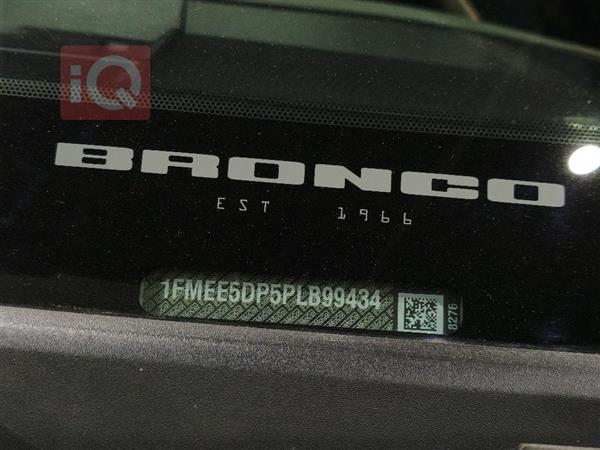 iQ
BRONCO
EST 1966
1FMEE5DP5PLB99434
8276